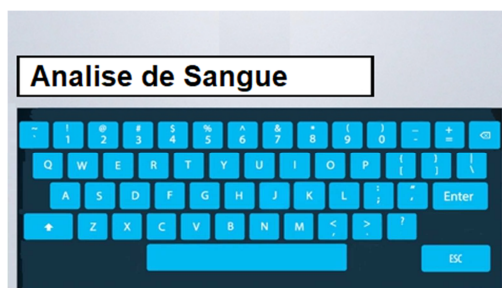 Analise de Sangue
~ ` ! 1 @ 2 # 3 $ 4 % 5 ^ 6 & 7 * 8 ( 9 ) 0 _ - + =
Q W E R T Y U I O P { [ } ] | \
A S D F G H J K L : ; " ' Enter
Z X C V B N M < , > . ?
ESC